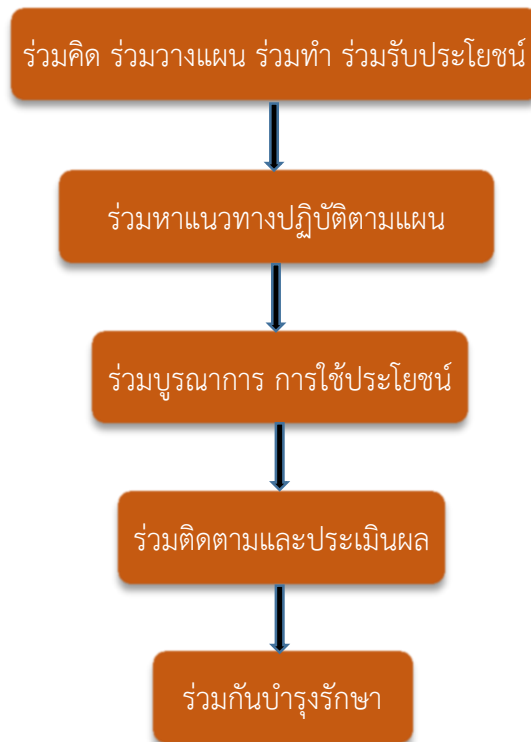 ร่วมคิด ร่วมวางแผน ร่วมทำ ร่วมรับประโยชน์
ร่วมหาแนวทางปฏิบัติตามแผน
ร่วมบูรณาการ การใช้ประโยชน์
ร่วมติดตามและประเมินผล
ร่วมกันบำรุงรักษา